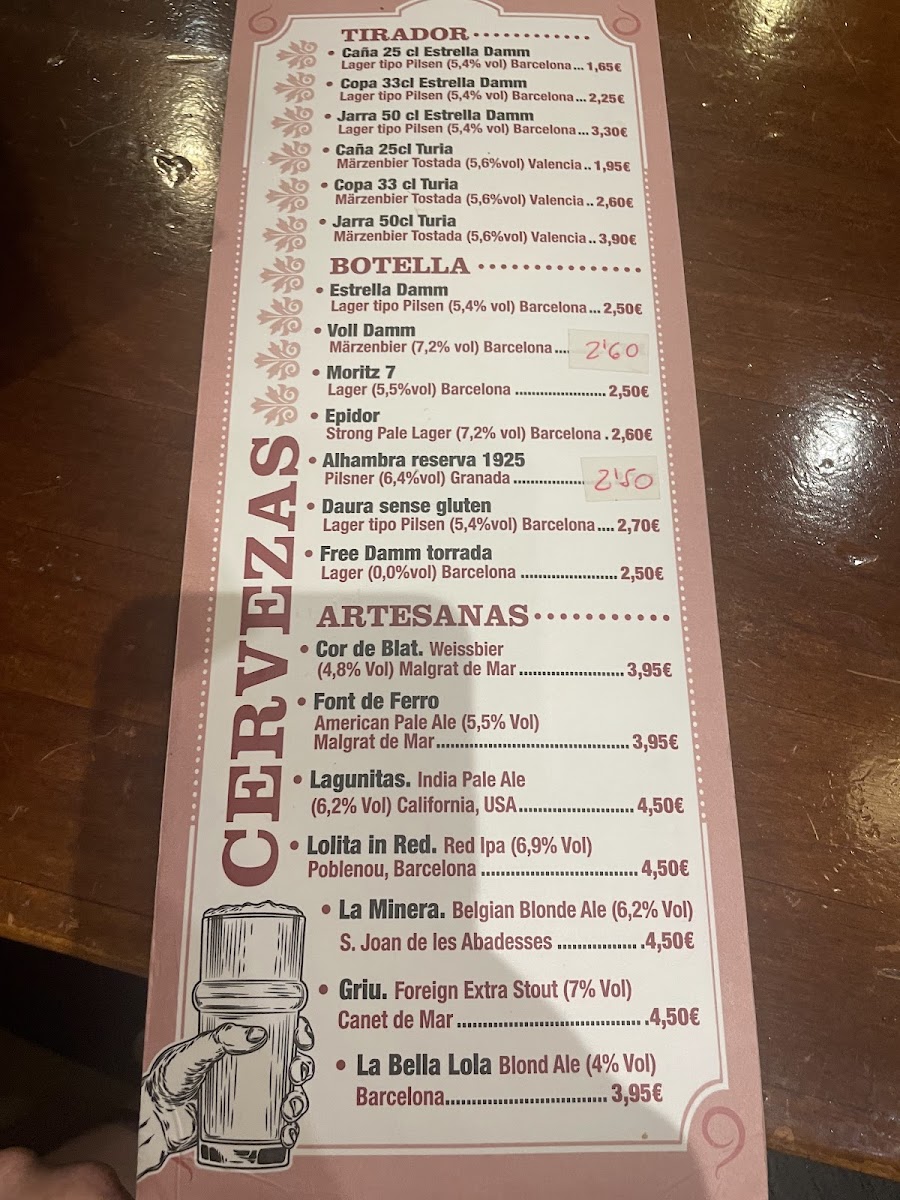 CERVEZAS
TIRADOR............
• Caña 25 cl Estrella Damm
Lager tipo Pilsen (5,4% vol) Barcelona... 1,65€
• Copa 33cl Estrella Damm
Lager tipo Pilsen (5,4% vol) Barcelona... 2,25€
• Jarra 50 cl Estrella Damm
Lager tipo Pilsen (5,4% vol) Barcelona... 3,30€
• Caña 25cl Turia
Märzenbier Tostada (5,6%vol) Valencia.. 1,95€
• Copa 33 cl Turia
Märzenbier Tostada (5,6%vol) Valencia.. 2,60€
• Jarra 50cl Turia
Märzenbier Tostada (5,6%vol) Valencia.. 3,90€
BOTELLA ................
• Estrella Damm
Lager tipo Pilsen (5,4% vol) Barcelona... 2,50€
• Voll Damm
Märzenbier (7,2% vol) Barcelona .... 2'60
• Moritz 7
Lager (5,5%vol) Barcelona ....................... 2,50€
• Epidor
Strong Pale Lager (7,2% vol) Barcelona . 2,60€
• Alhambra reserva 1925
Pilsner (6,4%vol) Granada .................. 2'50
• Daura sense gluten
Lager tipo Pilsen (5,4%vol) Barcelona.... 2,70€
• Free Damm torrada
Lager (0,0%vol) Barcelona ........................ 2,50€
ARTESANAS...........
• Cor de Blat. Weissbier
(4,8% Vol) Malgrat de Mar ........................ 3,95€
• Font de Ferro
American Pale Ale (5,5% Vol)
Malgrat de Mar........................................... 3,95€
• Lagunitas. India Pale Ale
(6,2% Vol) California, USA......................... 4,50€
• Lolita in Red. Red Ipa (6,9% Vol)
Poblenou, Barcelona .................................. 4,50€
• La Minera. Belgian Blonde Ale (6,2% Vol)
S. Joan de les Abadesses ................ .4,50€
• Griu. Foreign Extra Stout (7% Vol)
Canet de Mar ..................................... .4,50€
• La Bella Lola Blond Ale (4% Vol)
Barcelona................................. 3,95€